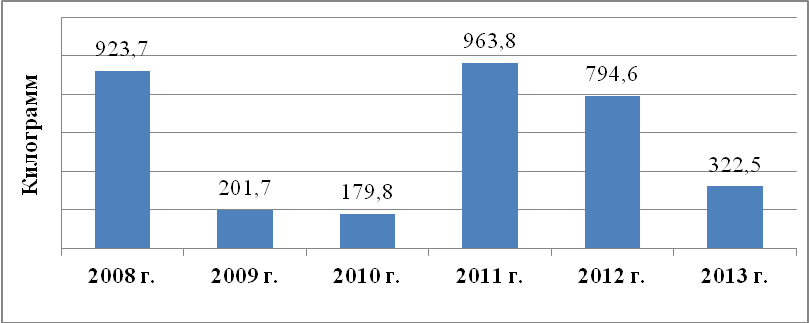 Килограмм
923,7
201,7
179,8
963,8
794,6
322,5
2008 г.
2009 г.
2010 г.
2011 г.
2012 г.
2013 г.